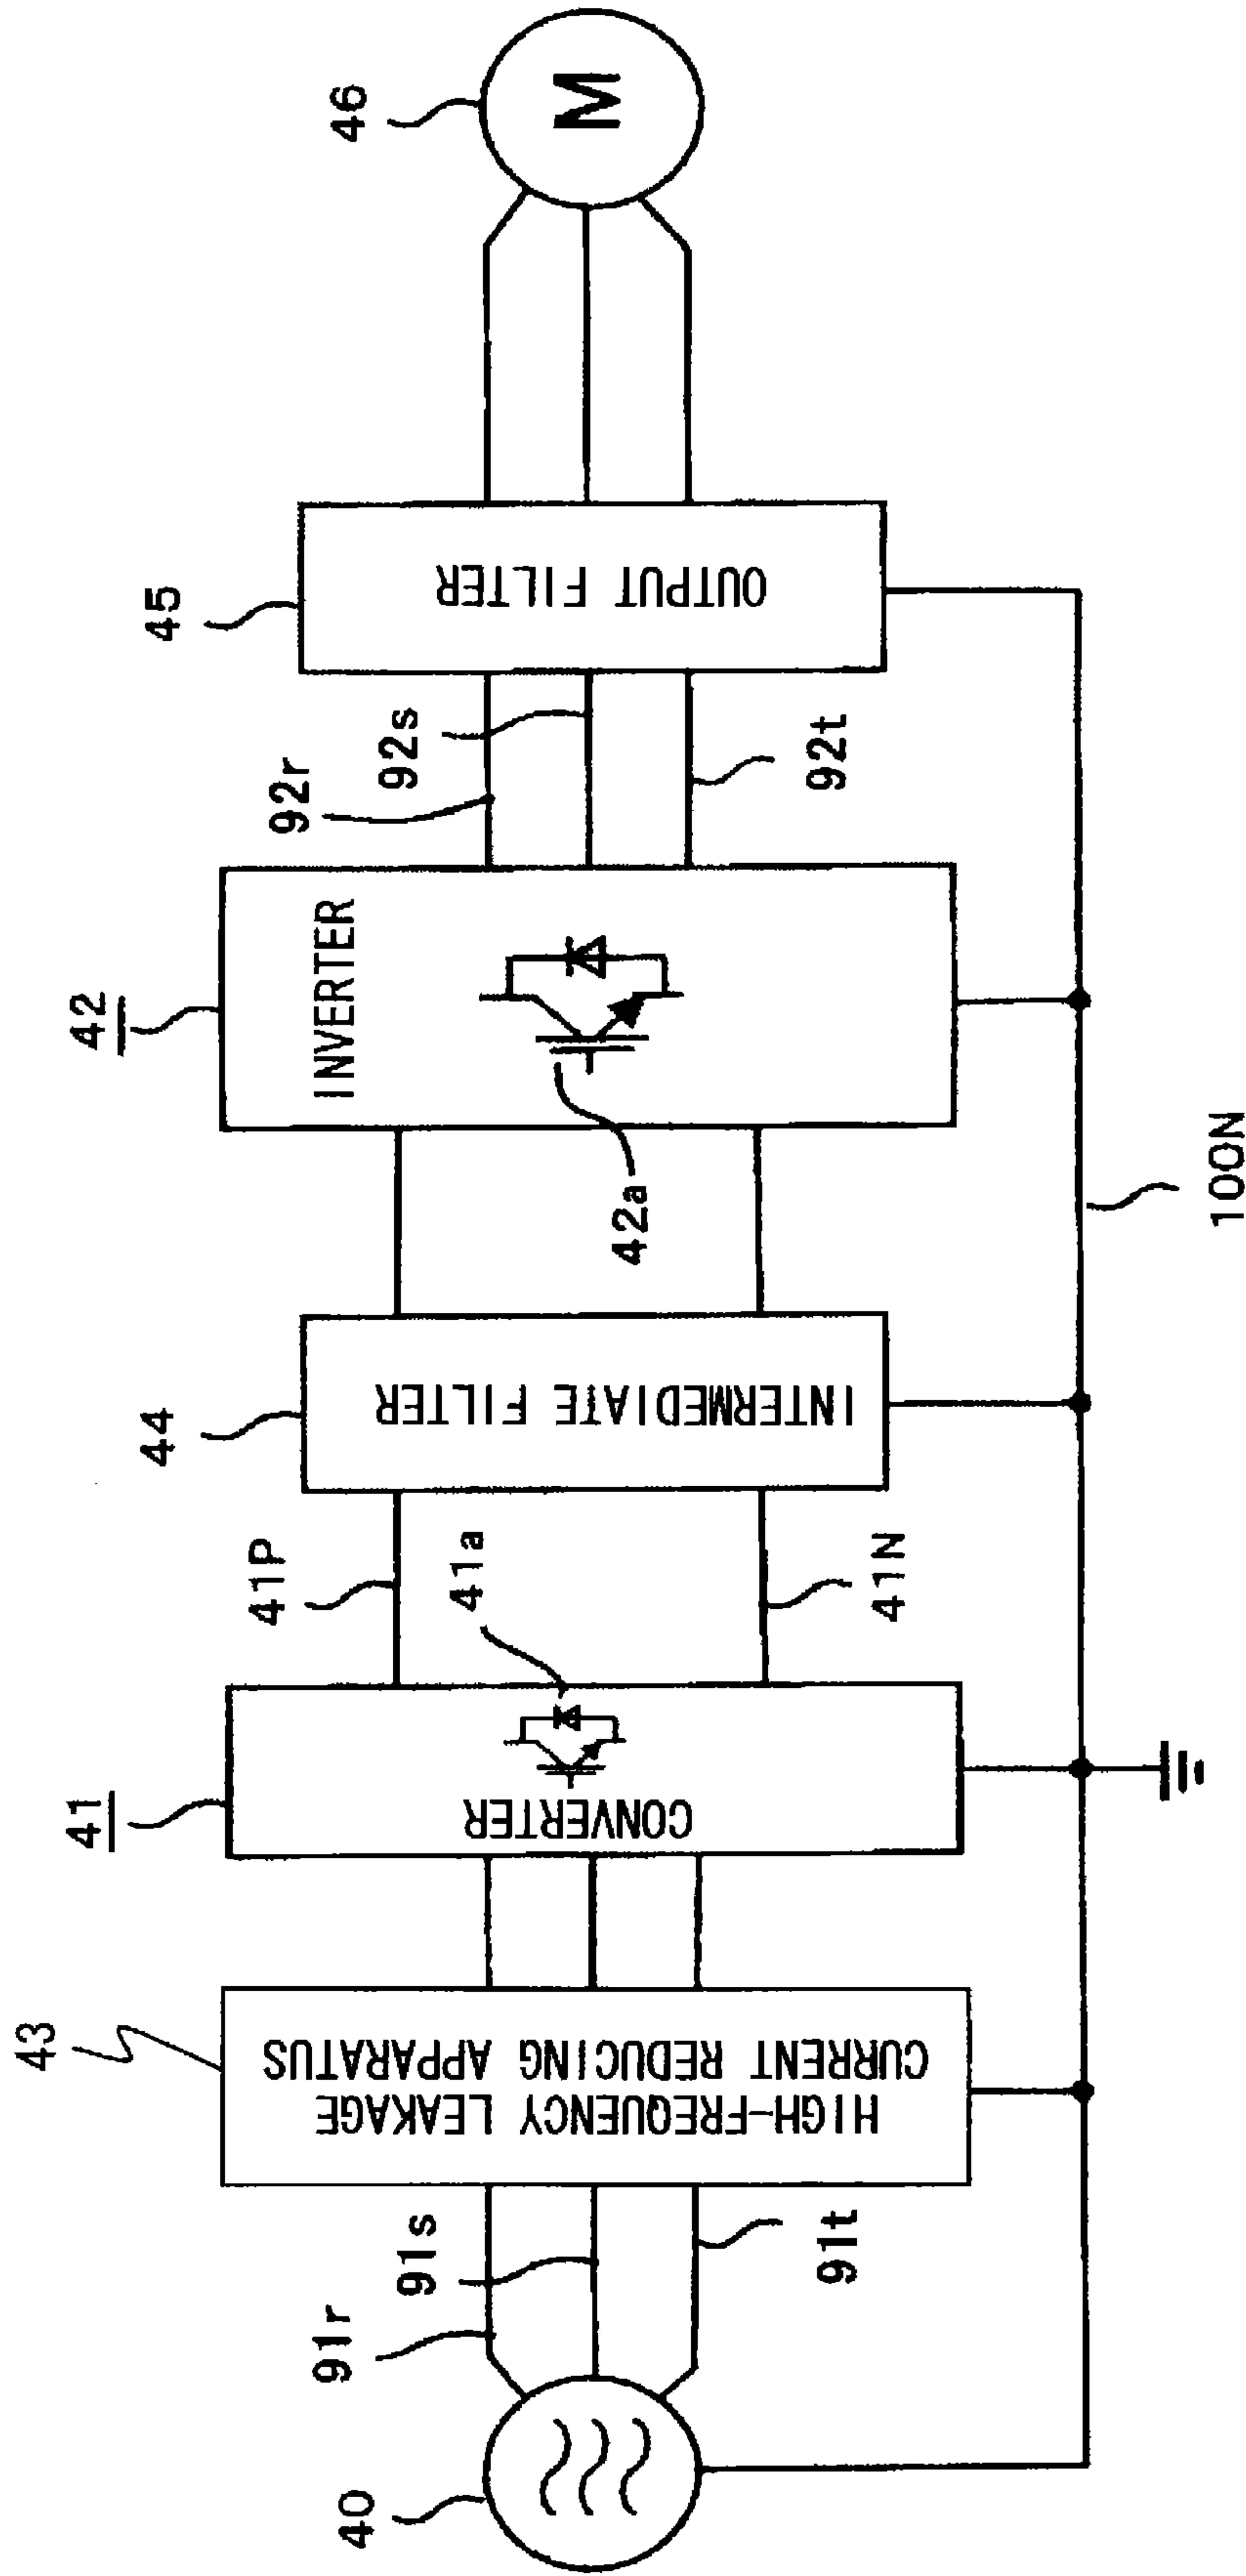 40
91r
91s
91t
43
HIGH-FREQUENCY LEAKAGE
CURRENT REDUCING APPARATUS
41
CONVERTER
41a
41P
41N
44
INTERMEDIATE FILTER
42
INVERTER
42a
92r
92s
92t
45
OUTPUT FILTER
46
M
100N